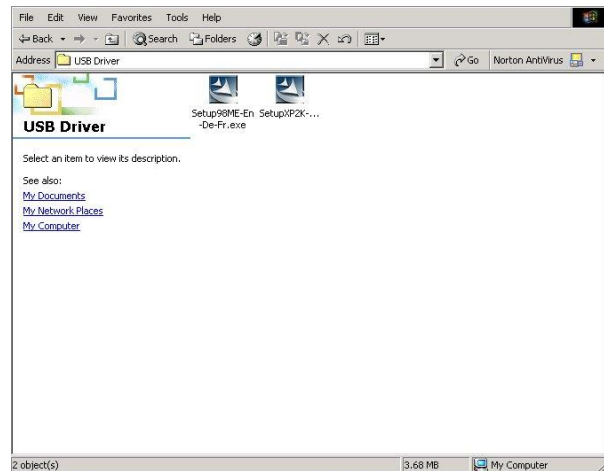 File Edit View Favorites Tools Help
Back Search Folders
Address USB Driver Go Norton AntiVirus
USB Driver
Select an item to view its description.
See also:
My Documents
My Network Places
My Computer
Setup98ME-En
-De-Fr.exe
SetupXP2K-...
2 object(s) 3.68 MB My Computer